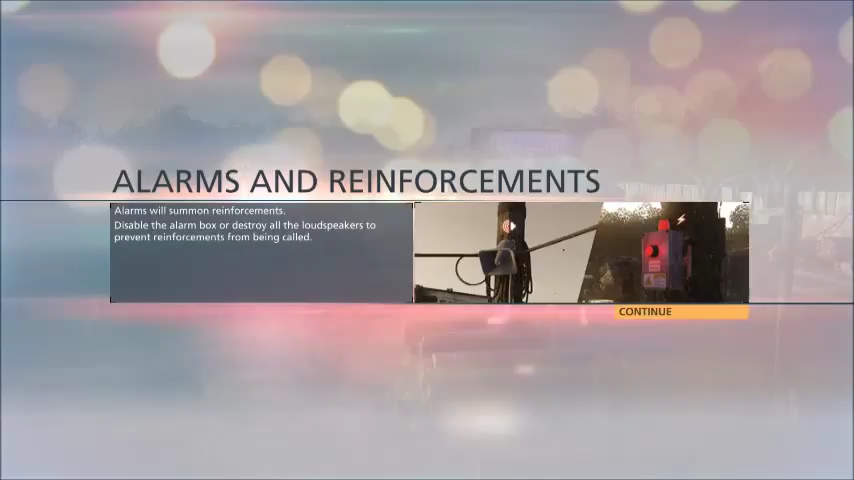 ALARMS AND REINFORCEMENTS
Alarms will summon reinforcements.
Disable the alarm box or destroy all the loudspeakers to
prevent reinforcements from being called.
CONTINUE